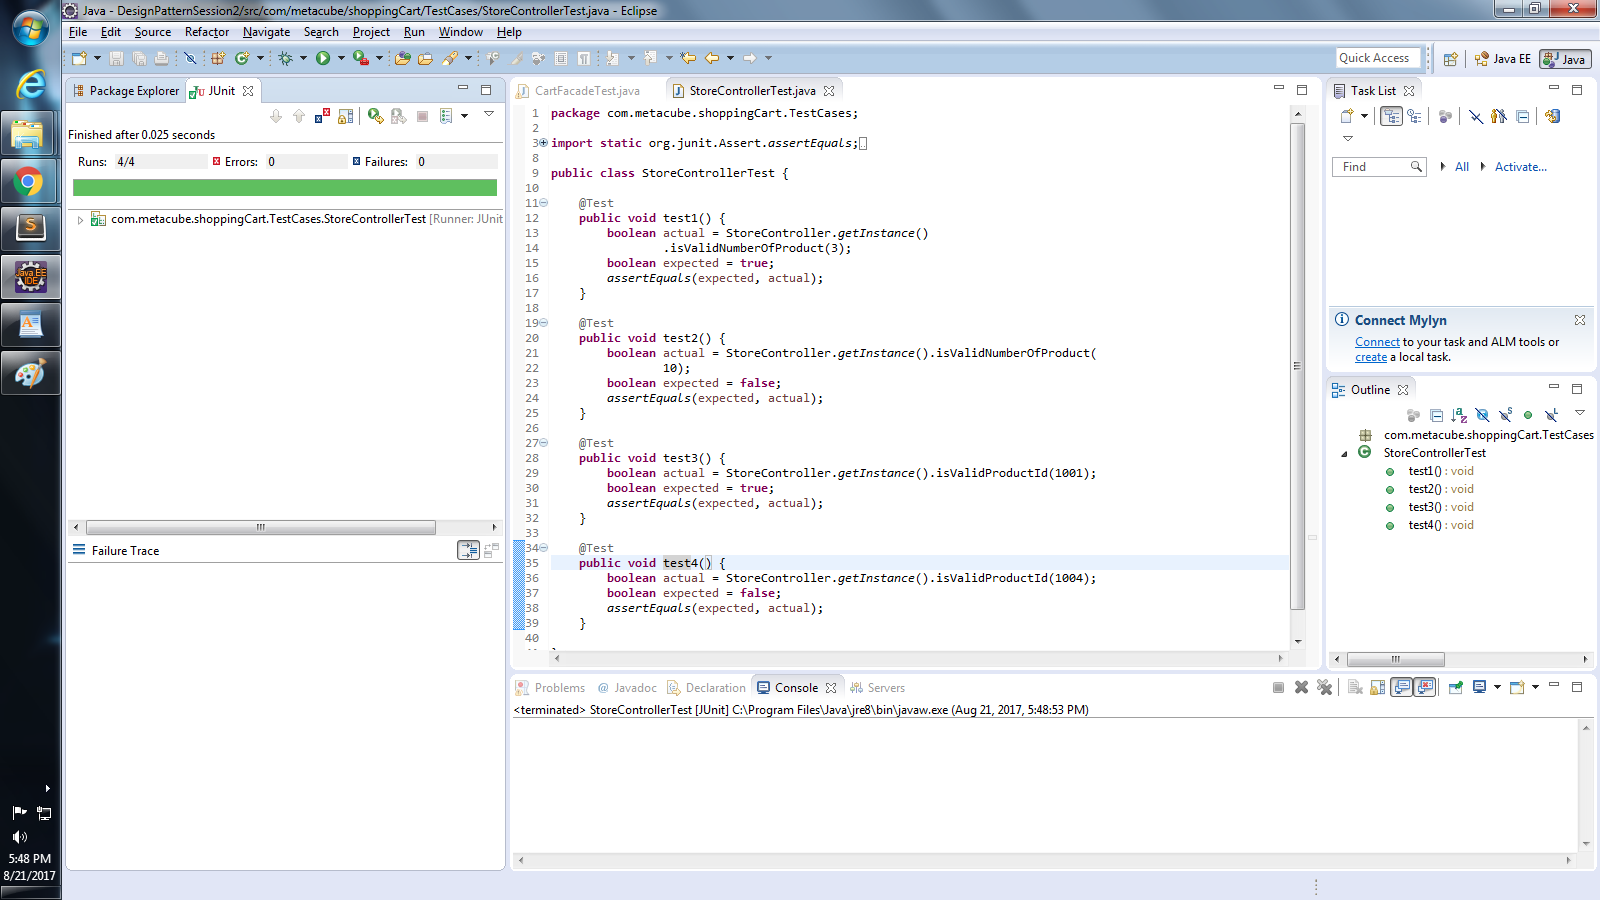 Java - DesignPatternSession2/src/com/metacube/shoppingCart/TestCases/StoreControllerTest.java - Eclipse
File Edit Source Refactor Navigate Search Project Run Window Help
Quick Access
Java EE
Java
Package Explorer
JUnit
Finished after 0.025 seconds
Runs: 4/4
Errors: 0
Failures: 0
com.metacube.shoppingCart.TestCases.StoreControllerTest [Runner: JUnit
Failure Trace
CartFacadeTest.java
StoreControllerTest.java
1 package com.metacube.shoppingCart.TestCases;
2
3 import static org.junit.Assert.assertEquals;
8
9 public class StoreControllerTest {
10
11 @Test
12 public void test1() {
13 boolean actual = StoreController.getInstance()
14 .isValidNumberOfProduct(3);
15 boolean expected = true;
16 assertEquals(expected, actual);
17 }
18
19 @Test
20 public void test2() {
21 boolean actual = StoreController.getInstance().isValidNumberOfProduct(
22 10);
23 boolean expected = false;
24 assertEquals(expected, actual);
25 }
26
27 @Test
28 public void test3() {
29 boolean actual = StoreController.getInstance().isValidProductId(1001);
30 boolean expected = true;
31 assertEquals(expected, actual);
32 }
33
34 @Test
35 public void test4() {
36 boolean actual = StoreController.getInstance().isValidProductId(1004);
37 boolean expected = false;
38 assertEquals(expected, actual);
39 }
40
Task List
Find
All
Activate...
Connect Mylyn
Connect to your task and ALM tools or
create a local task.
Outline
com.metacube.shoppingCart.TestCases
StoreControllerTest
test1() : void
test2() : void
test3() : void
test4() : void
Problems
@ Javadoc
Declaration
Console
Servers
<terminated> StoreControllerTest [JUnit] C:\Program Files\Java\jre8\bin\javaw.exe (Aug 21, 2017, 5:48:53 PM)
Java EE
IDE
5:48 PM
8/21/2017